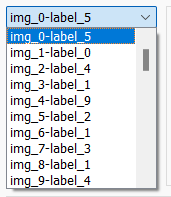 img_0-label_5
img_0-label_5
img_1-label_0
img_2-label_4
img_3-label_1
img_4-label_9
img_5-label_2
img_6-label_1
img_7-label_3
img_8-label_1
img_9-label_4